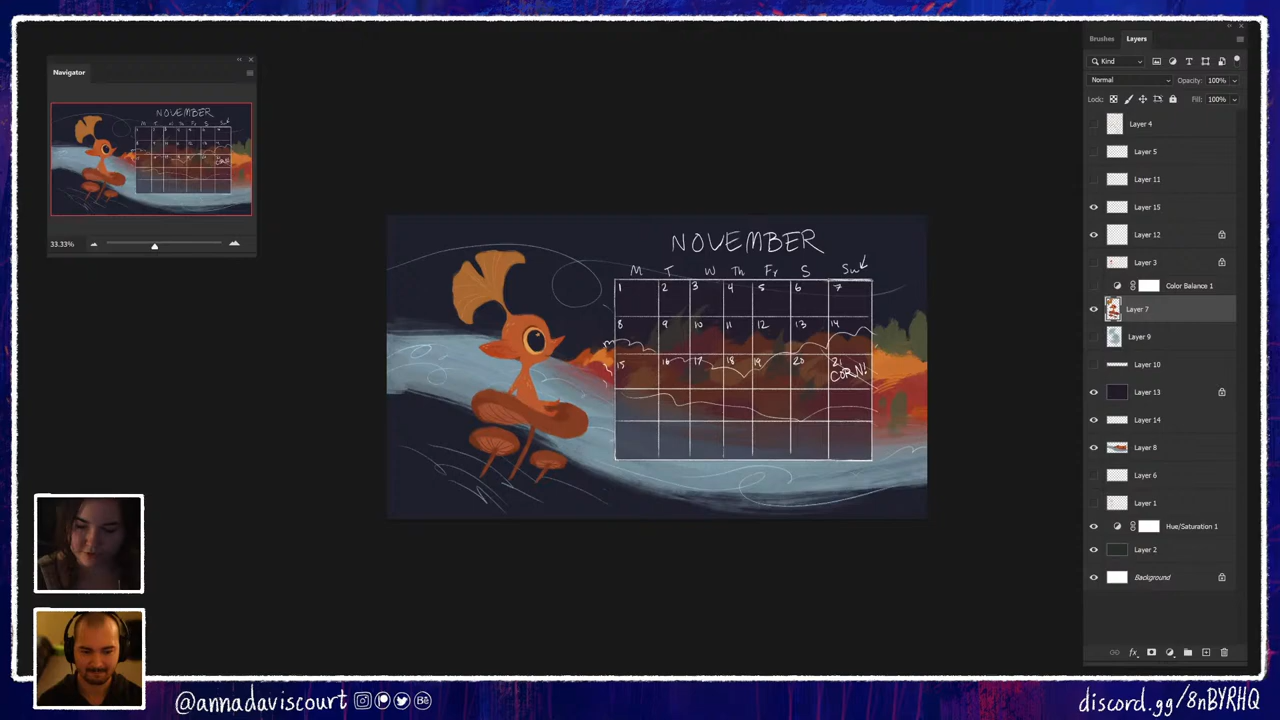 Navigator
33.33%
NOVEMBER
M T W Th Fr S Su
1 2 3 4 5 6 7
8 9 10 11 12 13 14
15 16 17 18 19 20 21
CORN!
Brushes Layers
Kind
Normal Opacity: 100%
Lock: Fill: 100%
Layer 4
Layer 5
Layer 11
Layer 15
Layer 12
Layer 3
Color Balance 1
Layer 7
Layer 9
Layer 10
Layer 13
Layer 14
Layer 8
Layer 6
Layer 1
Hue/Saturation 1
Layer 2
Background
fx
@annadaviscourt
discord.gg/8nBYRHQ